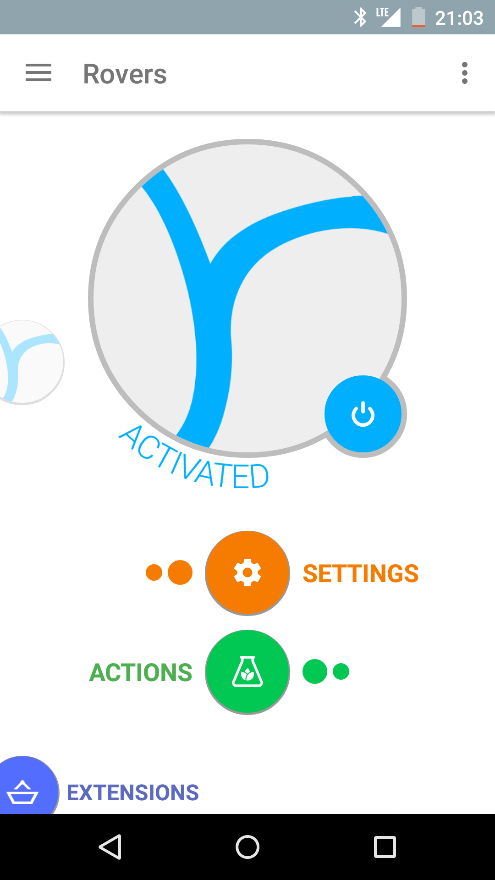 LTE 21:03
Rovers
ACTIVATED
SETTINGS
ACTIONS
EXTENSIONS